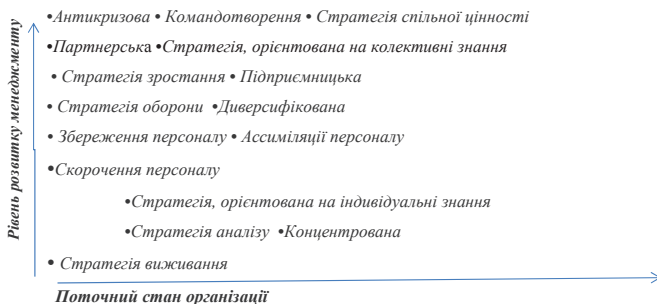 •Антикризова • Командотворення • Стратегія спільної цінності
•Партнерська •Стратегія, орієнтована на колективні знання
• Стратегія зростання • Підприємницька
• Стратегія оборони •Диверсифікована
• Збереження персоналу • Ассиміляції персоналу
•Скорочення персоналу
•Стратегія, орієнтована на індивідуальні знання
•Стратегія аналізу •Концентрована
• Стратегія виживання
Рівень розвитку менеджменту
Поточний стан організації